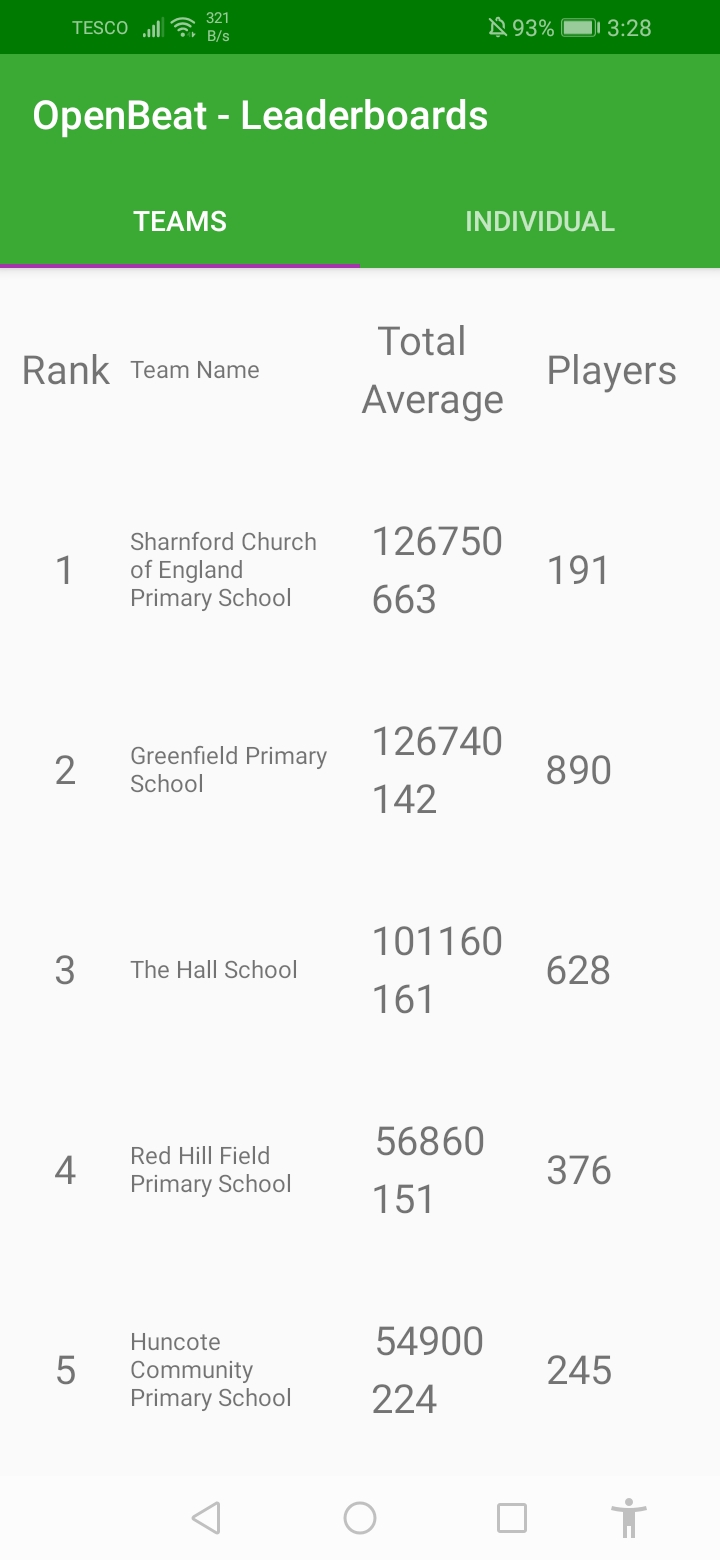 TESCO 321 B/s 93% 3:28
OpenBeat - Leaderboards
TEAMS INDIVIDUAL
Rank Team Name Total Average Players
1
Sharnford Church
of England
Primary School
126750
663
191
2
Greenfield Primary
School
126740
142
890
3
The Hall School
101160
161
628
4
Red Hill Field
Primary School
56860
151
376
5
Huncote
Community
Primary School
54900
224
245